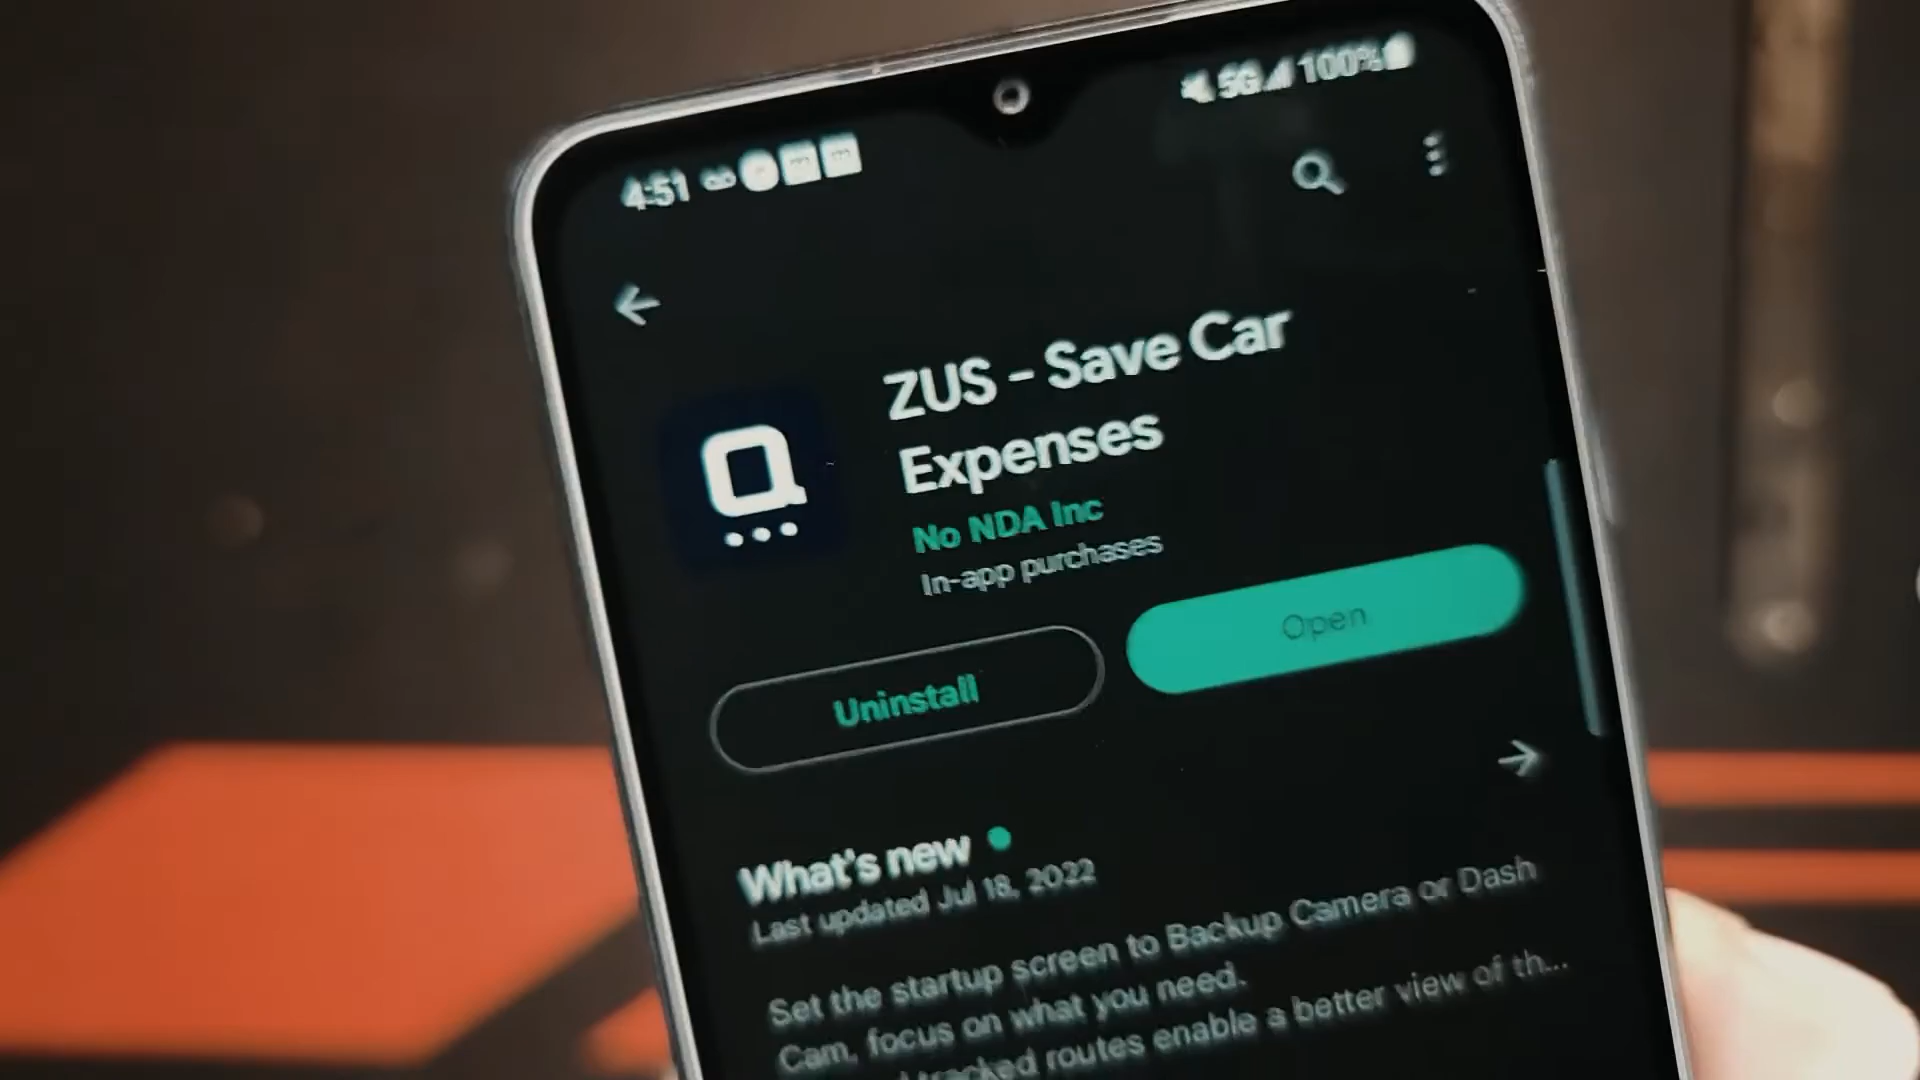 4:51
5G 100%
ZUS - Save Car
Expenses
No NDA Inc
In-app purchases
Uninstall
Open
What's new
Last updated Jul 18, 2022
Set the startup screen to Backup Camera or Dash
Cam, focus on what you need.
tracked routes enable a better view of th...